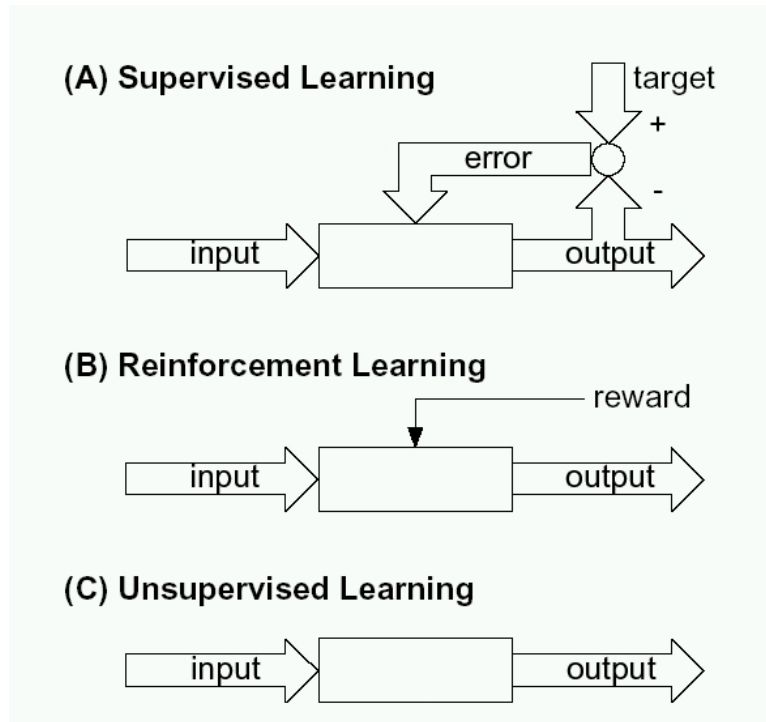 (A) Supervised Learning
target
+
error
-
input
output
(B) Reinforcement Learning
reward
input
output
(C) Unsupervised Learning
input
output